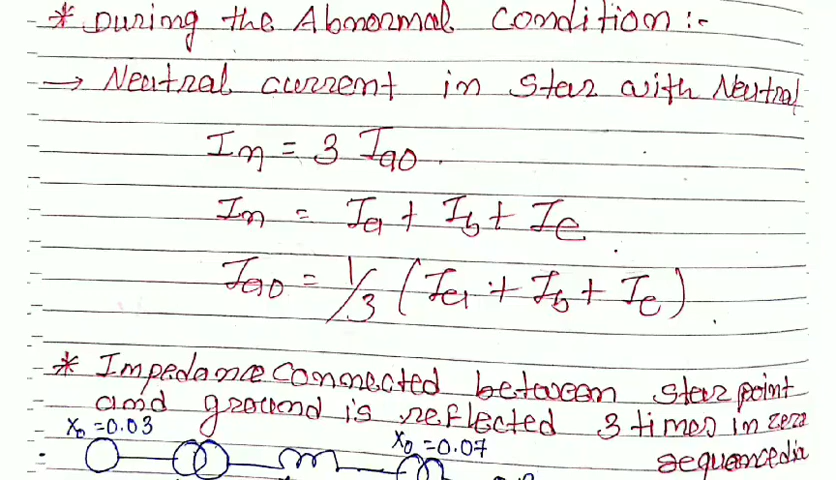 * During the Abnormal Condition :-
→ Neutral current in Star with Neutral
In = 3 Ia0.
In = Ia + Ib + Ic
Ia0 = 1/3 (Ia + Ib + Ic)
* Impedance connected between star point
and ground is reflected 3 times in zero
sequence dia
X0 = 0.03
X0 = 0.07